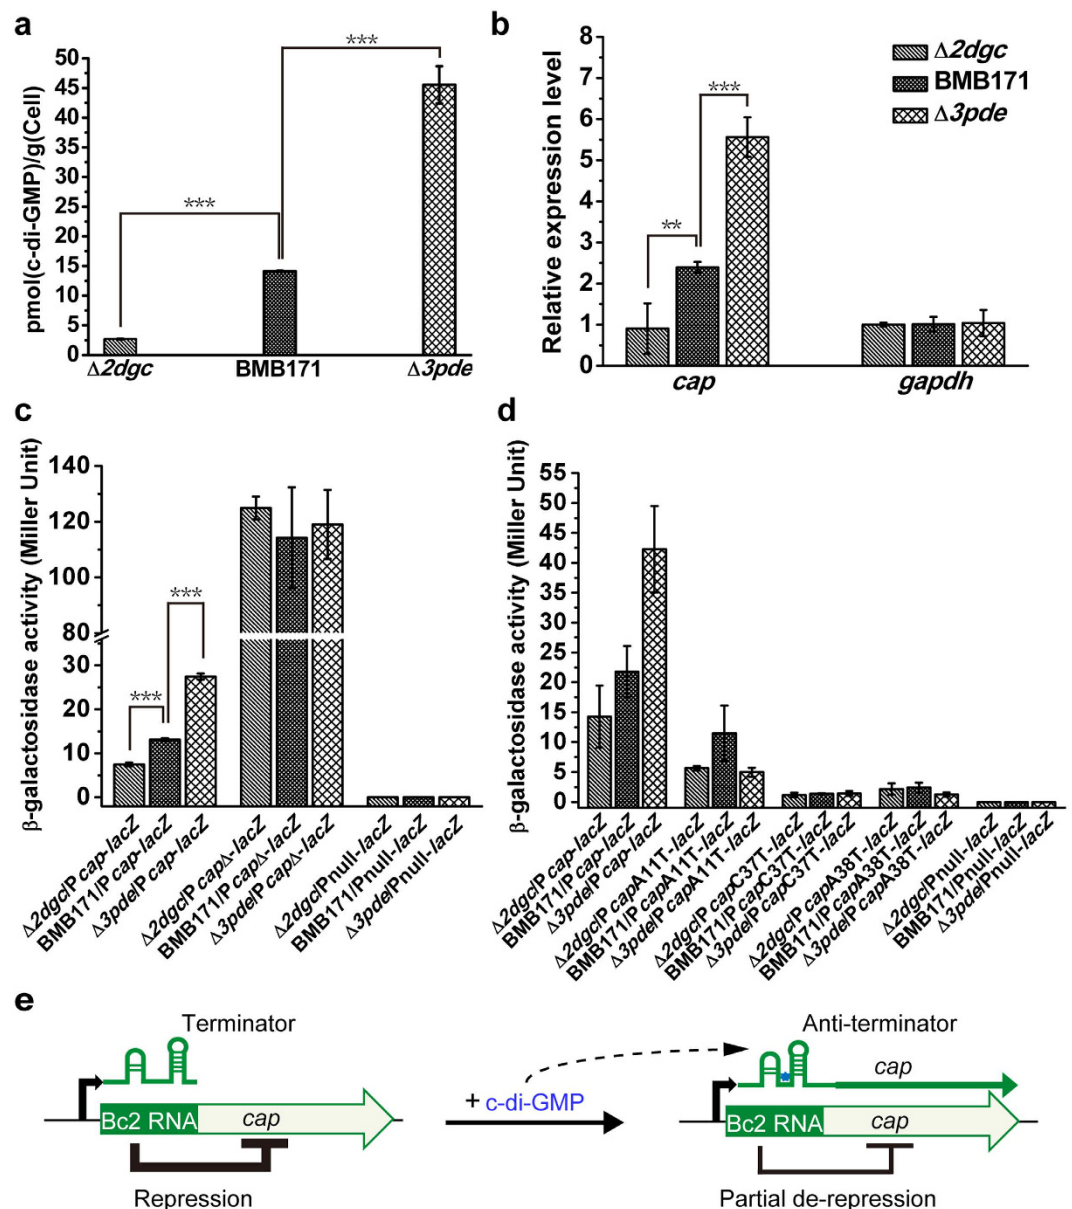 a
pmol(c-di-GMP)/g(Cell)
50
45
40
35
30
25
20
15
10
5
0
***
***
Δ2dgc BMB171 Δ3pde
b
Relative expression level
8
7
6
5
4
3
2
1
0
**
***
Δ2dgc
BMB171
Δ3pde
cap gapdh
c
β-galactosidase activity (Miller Unit)
140
120
100
80
30
20
10
0
***
***
Δ2dgc/P cap-lacZ
BMB171/P cap-lacZ
Δ3pde/P cap-lacZ
Δ2dgc/P capΔ-lacZ
BMB171/P capΔ-lacZ
Δ3pde/P capΔ-lacZ
Δ2dgc/Pnull-lacZ
BMB171/Pnull-lacZ
Δ3pde/Pnull-lacZ
d
β-galactosidase activity (Miller Unit)
55
50
45
40
35
30
25
20
15
10
5
0
Δ2dgc/P cap-lacZ
BMB171/P cap-lacZ
Δ3pde/P cap-lacZ
Δ2dgc/P capA11T-lacZ
BMB171/P capA11T-lacZ
Δ3pde/P capA11T-lacZ
Δ2dgc/P capC37T-lacZ
BMB171/P capC37T-lacZ
Δ3pde/P capC37T-lacZ
Δ2dgc/P capA38T-lacZ
BMB171/P capA38T-lacZ
Δ3pde/P capA38T-lacZ
Δ2dgc/Pnull-lacZ
BMB171/Pnull-lacZ
Δ3pde/Pnull-lacZ
e
Terminator
Bc2 RNA cap
Repression
+ c-di-GMP
Anti-terminator
cap
Bc2 RNA cap
Partial de-repression